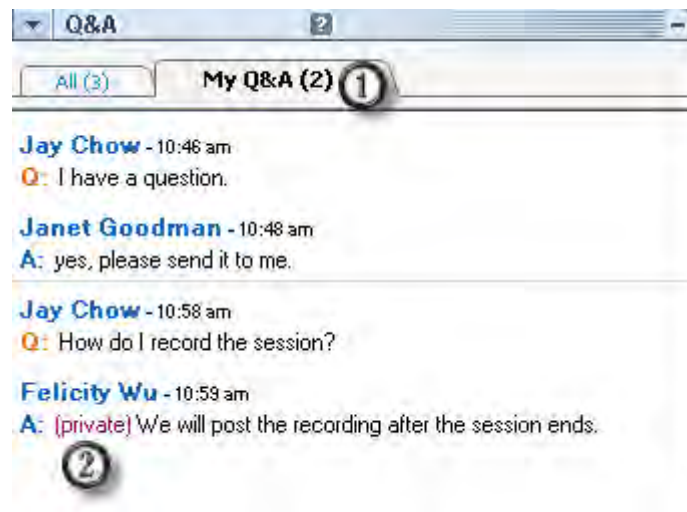 Q&A ?
All (3) My Q&A (2) 1
Jay Chow - 10:46 am
Q: I have a question.
Janet Goodman - 10:48 am
A: yes, please send it to me.
Jay Chow - 10:58 am
Q: How do I record the session?
Felicity Wu - 10:59 am
A: (private) We will post the recording after the session ends.
2